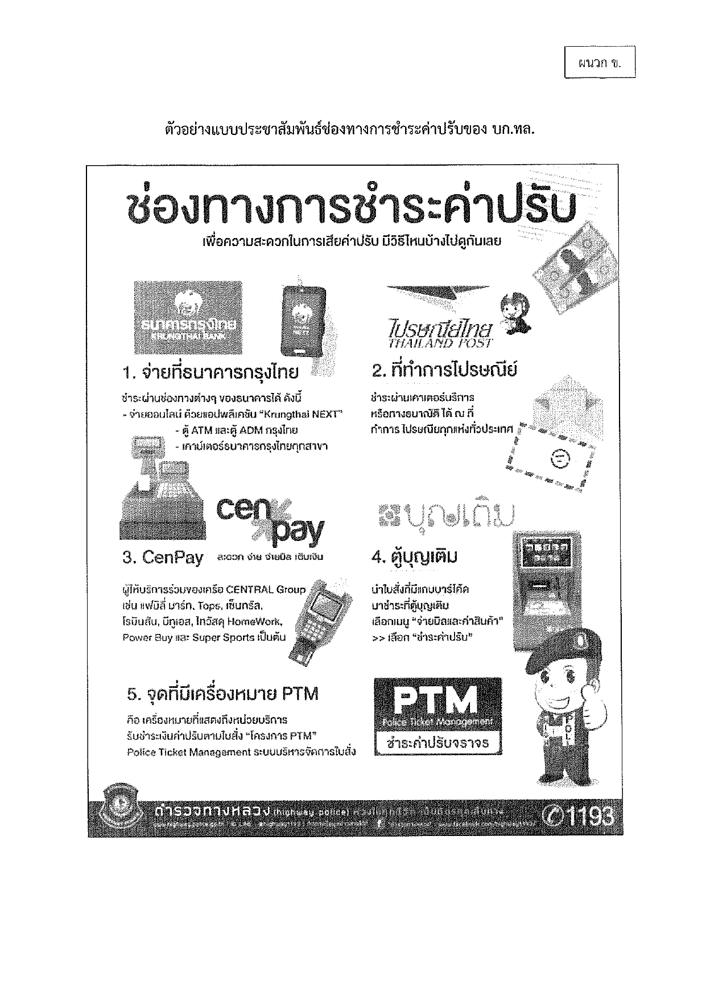 ผนวก ข.
ตัวอย่างแบบประชาสัมพันธ์ช่องทางการชำระค่าปรับของ บก.ทล.
ช่องทางการชำระค่าปรับ
เพื่อความสะดวกในการเสียค่าปรับ มีวิธีไหนบ้างไปดูกันเลย
ธนาคารกรุงไทย
KRUNGTHAI BANK
1. จ่ายที่ธนาคารกรุงไทย
ชำระผ่านช่องทางต่างๆ ของธนาคารได้ ดังนี้
- จ่ายออนไลน์ ด้วยแอปพลิเคชัน "Krungthai NEXT"
- ตู้ ATM และตู้ ADM กรุงไทย
- เคาน์เตอร์ธนาคารกรุงไทยทุกสาขา
ไปรษณีย์ไทย
THAILAND POST
2. ที่ทำการไปรษณีย์
ชำระผ่านเคาเตอร์บริการ
หรือทางธนาณัติ ได้ ณ ที่
ทำการ ไปรษณีย์ทุกแห่งทั่วประเทศ
cen
pay
3. CenPay สะดวก ง่าย จ่ายบิล เติมเงิน
ผู้ให้บริการร่วมของเครือ CENTRAL Group
เช่น แฟมิลี่ มาร์ท, Tops, เซ็นทรัล,
โรบินสัน, บีทูเอส, ไทวัสดุ HomeWork,
Power Buy และ Super Sports เป็นต้น
บุญเติม
4. ตู้บุญเติม
นำใบสั่งที่มีแถบบาร์โค้ด
มาชำระที่ตู้บุญเติม
เลือกเมนู "จ่ายบิลและค่าสินค้า"
>> เลือก "ชำระค่าปรับ"
5. จุดที่มีเครื่องหมาย PTM
คือ เครื่องหมายที่แสดงถึงหน่วยบริการ
รับชำระเงินค่าปรับตามใบสั่ง "โครงการ PTM"
Police Ticket Management ระบบบริหารจัดการใบสั่ง
PTM
Police Ticket Management
ชำระค่าปรับจราจร
POL
ตำรวจทางหลวง (highway police)
1193